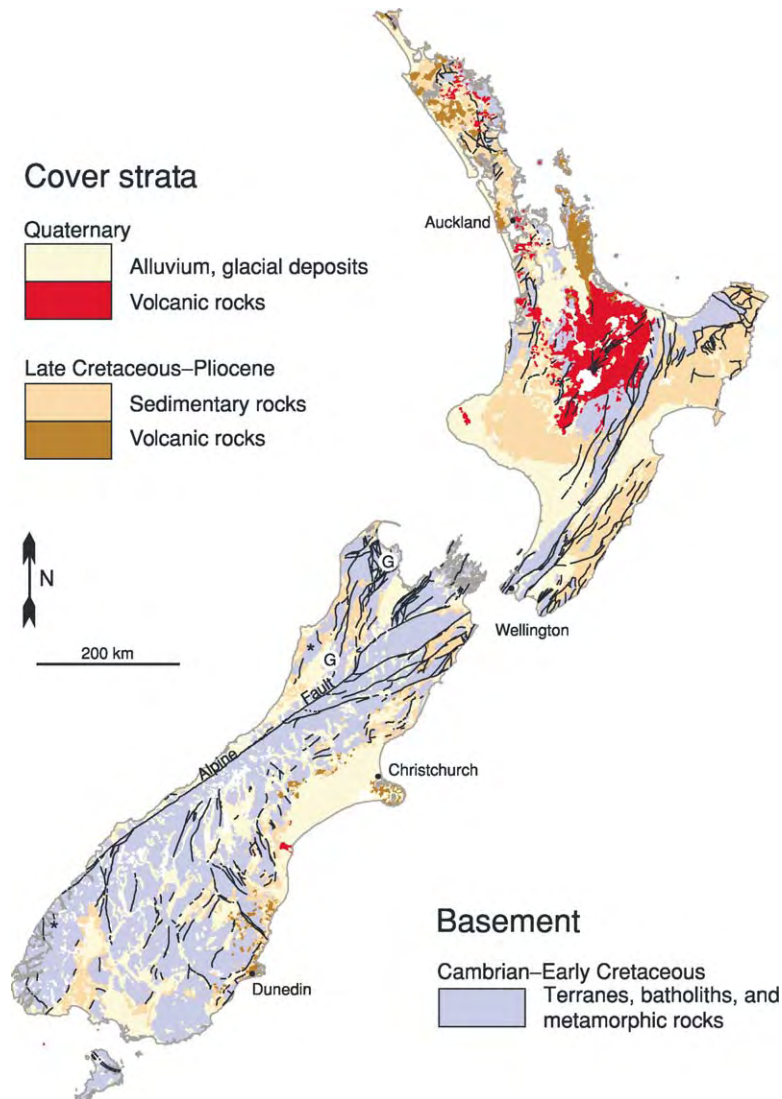 Cover strata
Quaternary
Alluvium, glacial deposits
Volcanic rocks
Late Cretaceous–Pliocene
Sedimentary rocks
Volcanic rocks
N
200 km
Auckland
Wellington
G
*
G
Alpine Fault
Christchurch
*
Dunedin
Basement
Cambrian–Early Cretaceous
Terranes, batholiths, and
metamorphic rocks